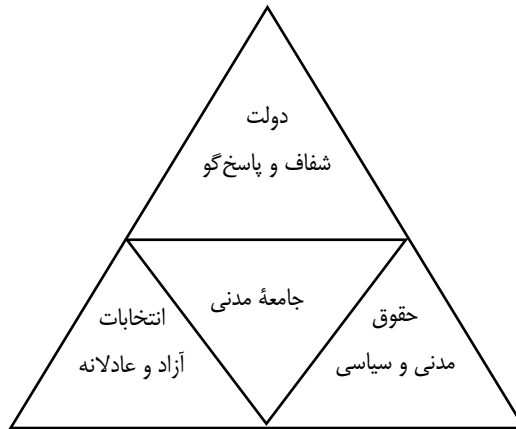 دولت
شفاف و پاسخ‌گو
جامعهٔ مدنی
حقوق
مدنی و سیاسی
انتخابات
آزاد و عادلانه